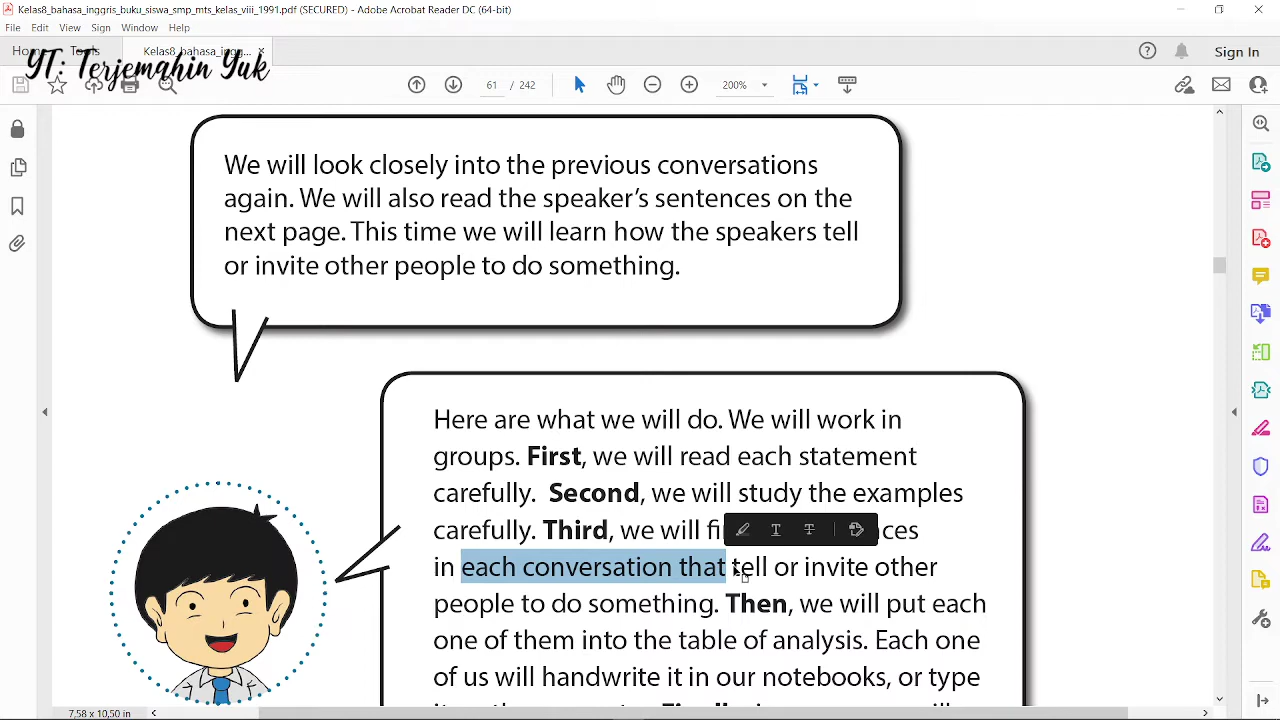 Kelas8_bahasa_inggris_buku_siswa_smp_mts_kelas_viii_1991.pdf (SECURED) - Adobe Acrobat Reader DC (64-bit)
File Edit View Sign Window Help
Home Tools Kelas8_bahasa_ingg... ×
YT: Terjemahin Yuk
Sign In
61 / 242
200%
We will look closely into the previous conversations
again. We will also read the speaker’s sentences on the
next page. This time we will learn how the speakers tell
or invite other people to do something.
Here are what we will do. We will work in
groups. First, we will read each statement
carefully. Second, we will study the examples
carefully. Third, we will
in each conversation that tell or invite other
people to do something. Then, we will put each
one of them into the table of analysis. Each one
of us will handwrite it in our notebooks, or type
7,58 x 10,50 in